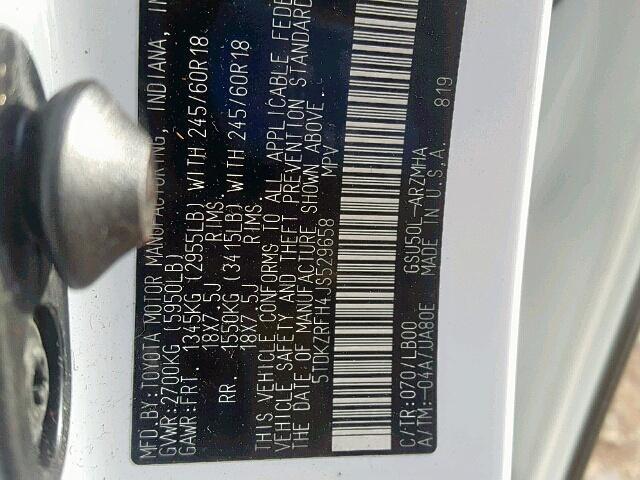 MFD.BY:TOYOTA MOTOR MANUFACTURING, INDIANA, IN
GVWR:2700KG (5950LB)
GAWR:FRT. 1345KG (2955LB) WITH 245/60R18
18X7.5J RIMS.
RR. 1550KG (3415LB) WITH 245/60R18
18X7.5J RIMS.
THIS VEHICLE CONFORMS TO ALL APPLICABLE FEDE
VEHICLE SAFETY AND THEFT PREVENTION STANDARD
THE DATE OF MANUFACTURE SHOWN ABOVE.
5TDKZRFH4JS529658 MPV
C/TR:070/LB00 GSU50L-ARZMHA 819
A/TM:-04A/UA80E MADE IN U.S.A.